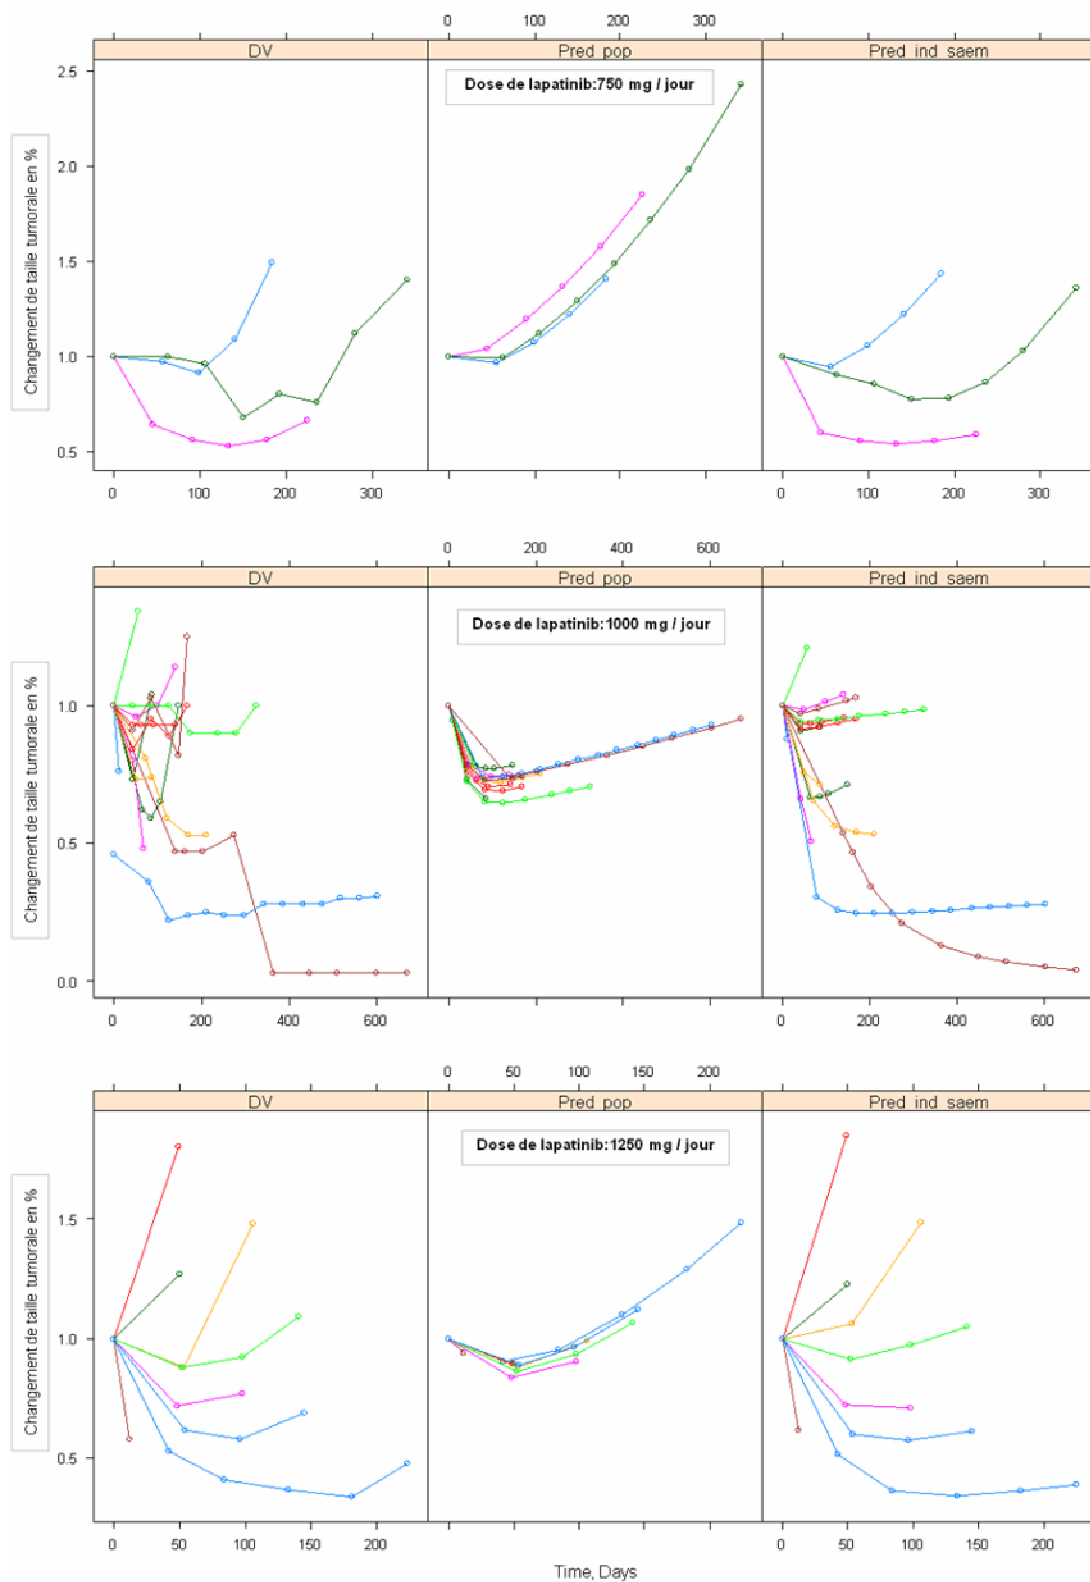 0 100 200 300
DV Pred pop Pred ind saem
Dose de lapatinib:750 mg / jour
Changement de taille tumorale en %
2.5
2.0
1.5
1.0
0.5
0 100 200 300 0 100 200 300
0 200 400 600
DV Pred pop Pred ind saem
Dose de lapatinib:1000 mg / jour
Changement de taille tumorale en %
1.0
0.5
0.0
0 200 400 600 0 200 400 600
0 50 100 150 200
DV Pred pop Pred ind saem
Dose de lapatinib:1250 mg / jour
Changement de taille tumorale en %
1.5
1.0
0.5
0 50 100 150 200 0 50 100 150 200
Time, Days